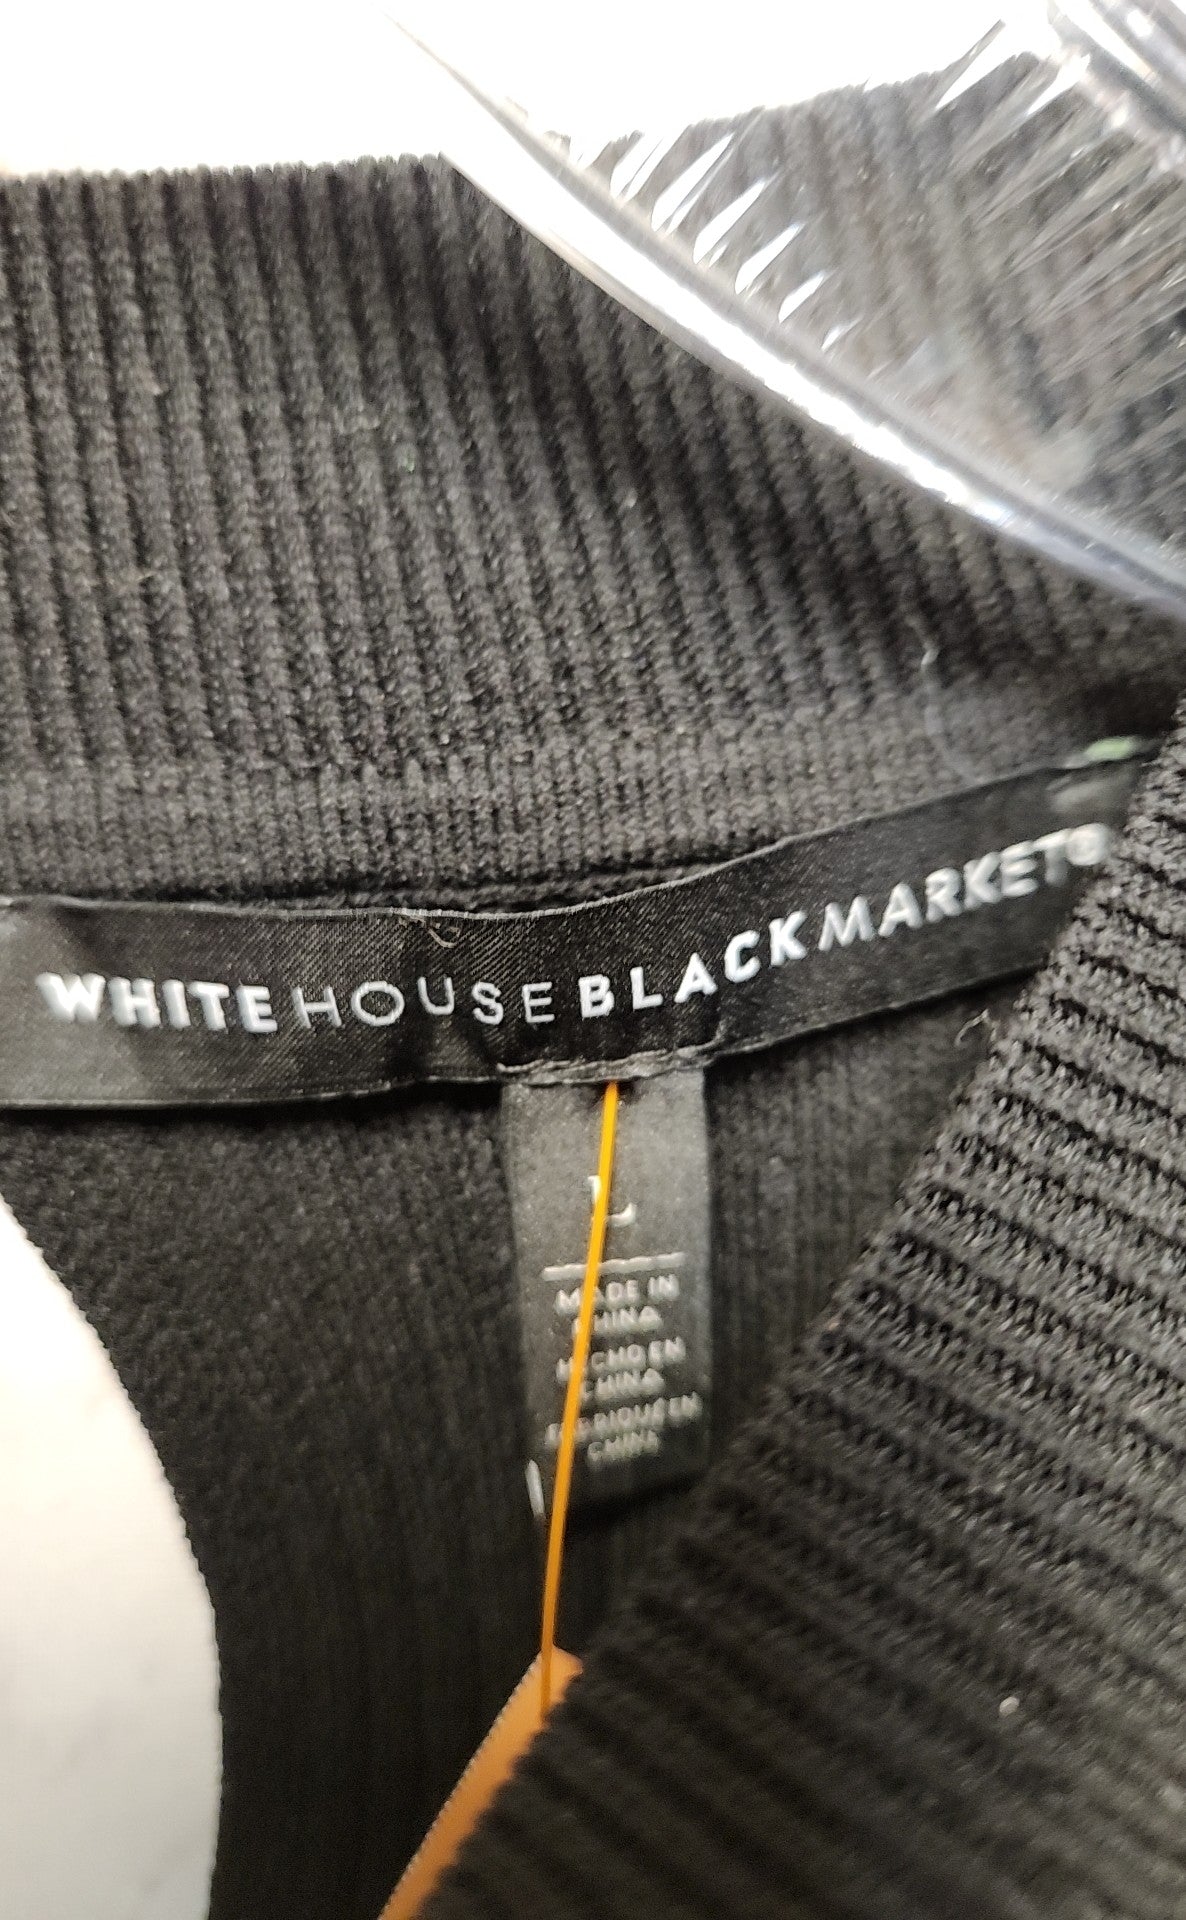 WHITE HOUSE BLACK MARKET®
L
MADE IN
CHINA
HECHO EN
CHINA
FABRIQUÉ EN
CHINE